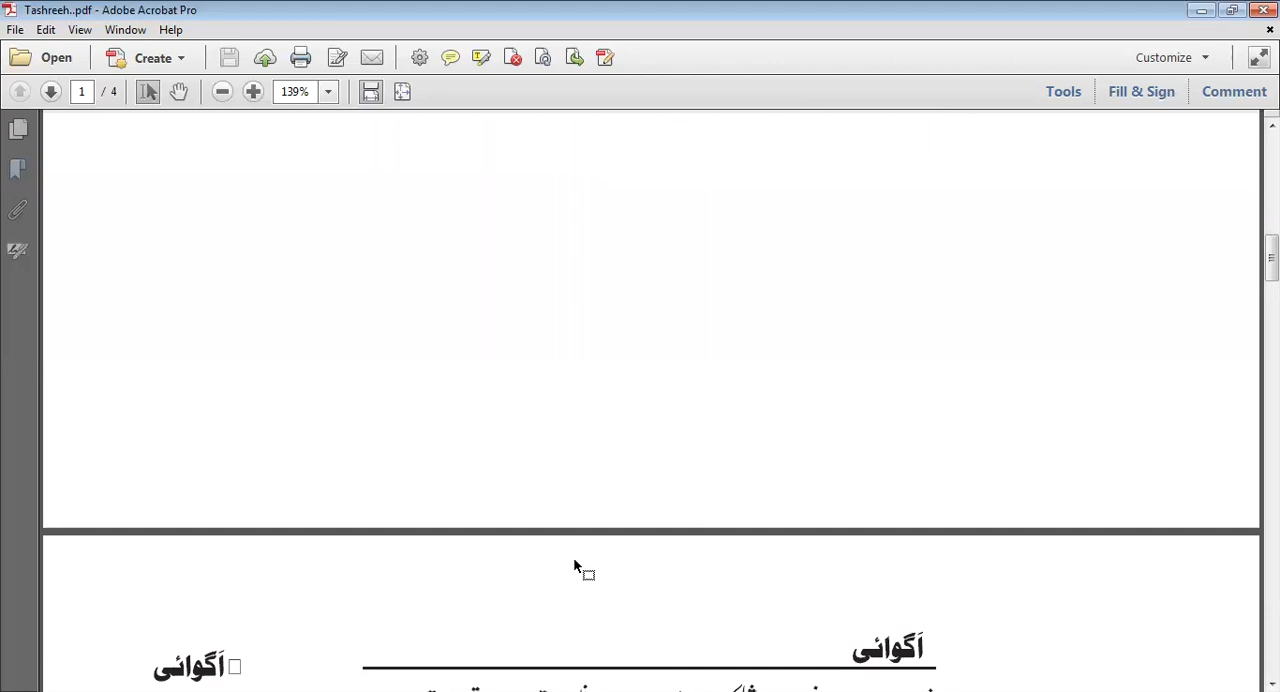 Tashreeh..pdf - Adobe Acrobat Pro
File Edit View Window Help
Open Create Customize
1 / 4 139% Tools Fill & Sign Comment
اَگوائی
اَگوائی